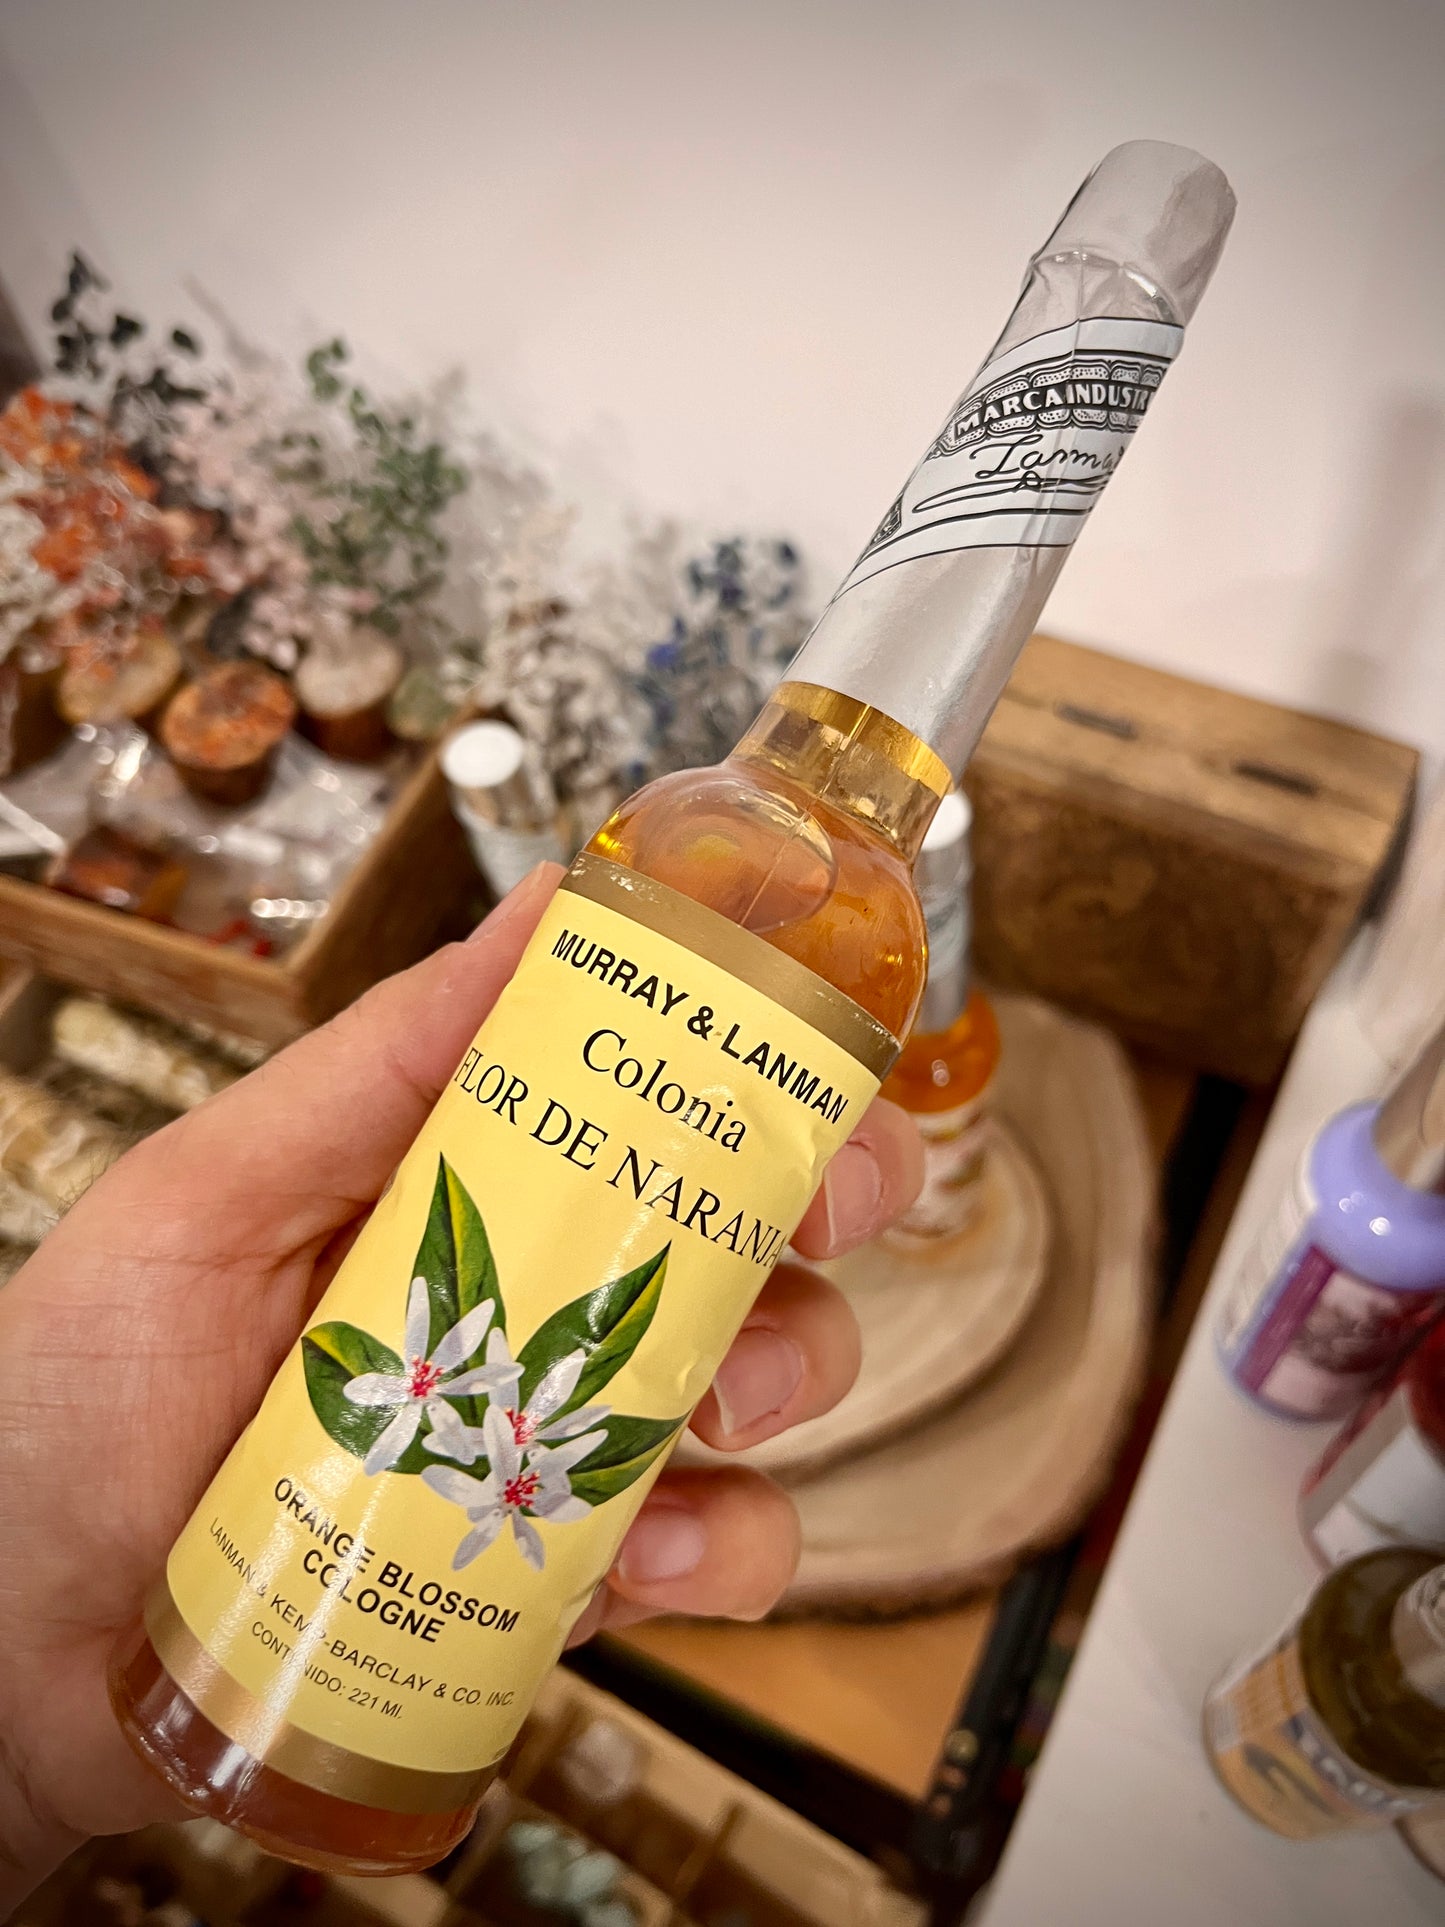 MARCA INDUSTR
Lanman
MURRAY & LANMAN
Colonia
FLOR DE NARANJA
ORANGE BLOSSOM
COLOGNE
LANMAN & KEMP-BARCLAY & CO. INC.
CONTENIDO: 221 ML